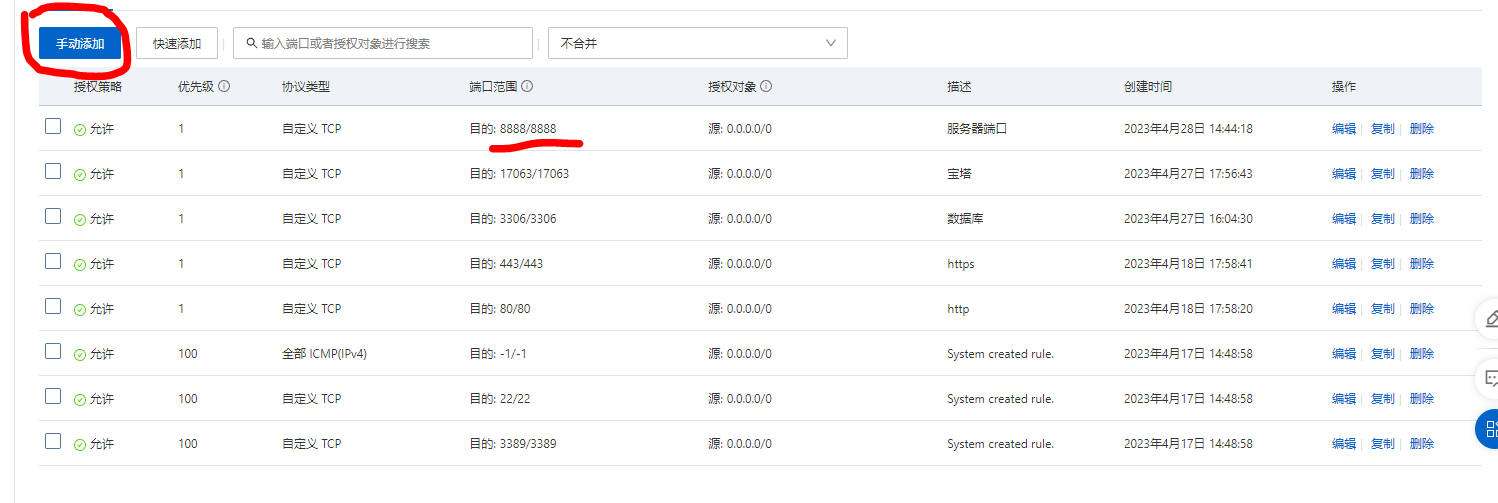 手动添加 快速添加 输入端口或者授权对象进行搜索 不合并
授权策略 优先级 协议类型 端口范围 授权对象 描述 创建时间 操作
允许 1 自定义 TCP 目的: 8888/8888 源: 0.0.0.0/0 服务器端口 2023年4月28日 14:44:18 编辑 复制 删除
允许 1 自定义 TCP 目的: 17063/17063 源: 0.0.0.0/0 宝塔 2023年4月27日 17:56:43 编辑 复制 删除
允许 1 自定义 TCP 目的: 3306/3306 源: 0.0.0.0/0 数据库 2023年4月27日 16:04:30 编辑 复制 删除
允许 1 自定义 TCP 目的: 443/443 源: 0.0.0.0/0 https 2023年4月18日 17:58:41 编辑 复制 删除
允许 1 自定义 TCP 目的: 80/80 源: 0.0.0.0/0 http 2023年4月18日 17:58:20 编辑 复制 删除
允许 100 全部 ICMP(IPv4) 目的: -1/-1 源: 0.0.0.0/0 System created rule. 2023年4月17日 14:48:58 编辑 复制 删除
允许 100 自定义 TCP 目的: 22/22 源: 0.0.0.0/0 System created rule. 2023年4月17日 14:48:58 编辑 复制 删除
允许 100 自定义 TCP 目的: 3389/3389 源: 0.0.0.0/0 System created rule. 2023年4月17日 14:48:58 编辑 复制 删除